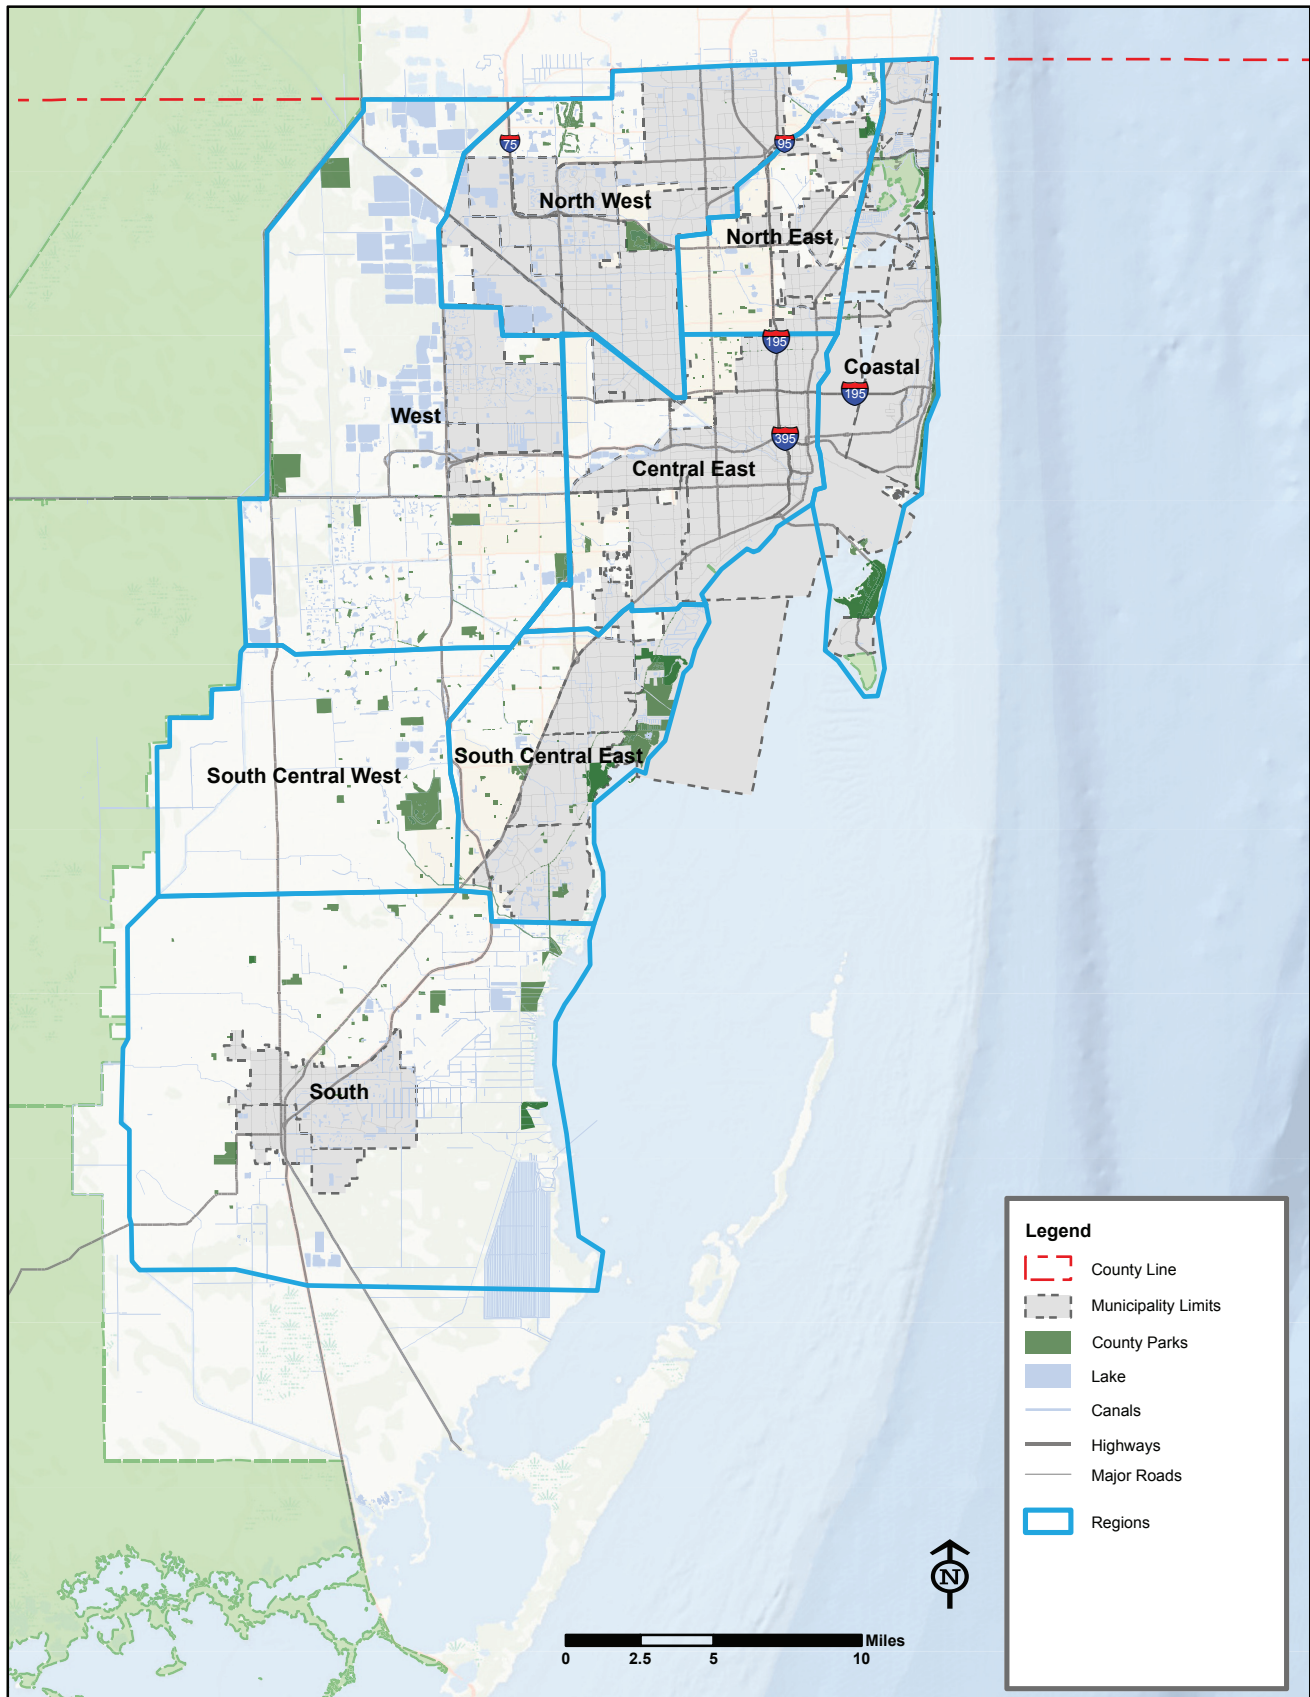 75
95
North West
North East
195
Coastal
195
West
395
Central East
South Central East
South Central West
South
Legend
County Line
Municipality Limits
County Parks
Lake
Canals
Highways
Major Roads
Regions
N
Miles
0 2.5 5 10